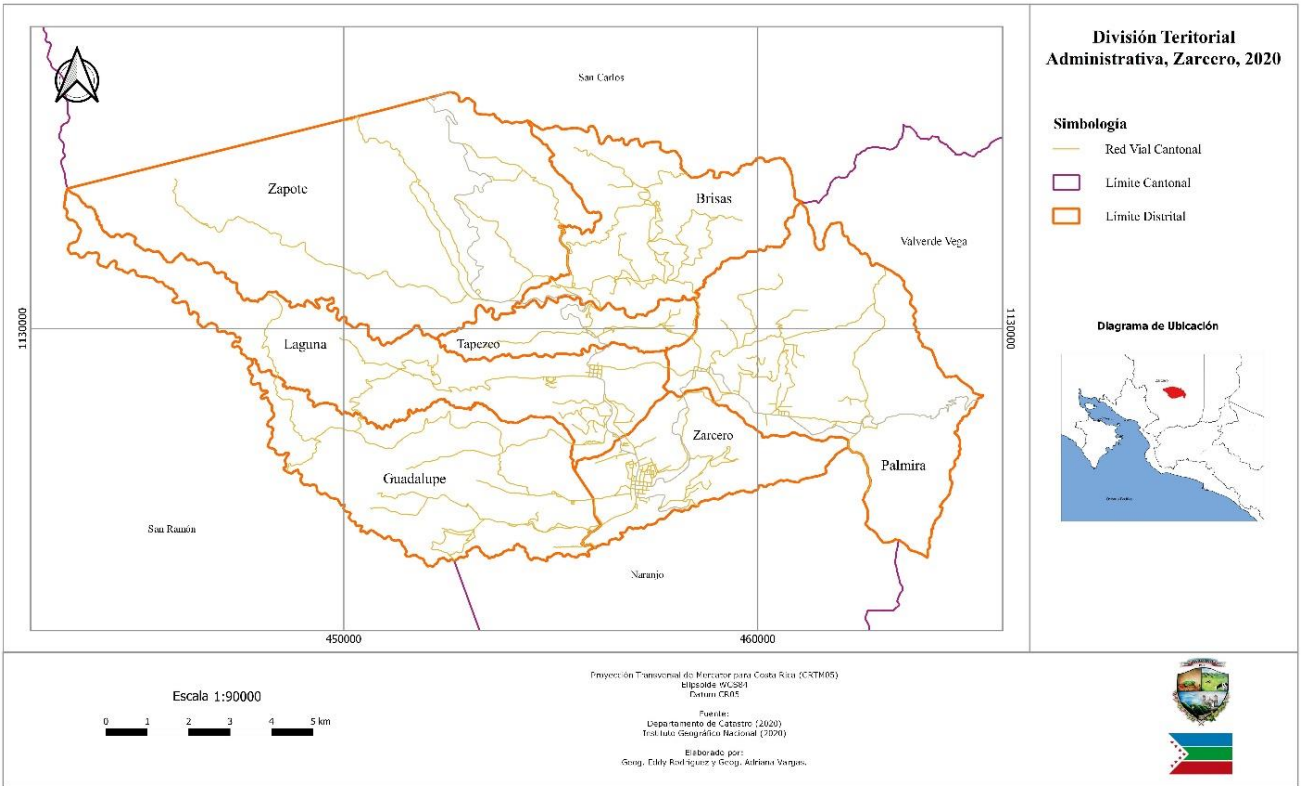 División Teritorial
Administrativa, Zarcero, 2020
Simbología
Red Vial Cantonal
Límite Cantonal
Límite Distrital
Diagrama de Ubicación
San Carlos
Zapote
Brisas
Valverde Vega
Laguna
Tapezco
Zarcero
Palmira
Guadalupe
San Ramón
Naranjo
1130000
1130000
450000
460000
Escala 1:90000
0 1 2 3 4 5 km
Proyección Transversal de Mercator para Costa Rica (CRTM05)
Elipsoide WGS84
Datum CR05
Fuente:
Departamento de Catastro (2020)
Instituto Geográfico Nacional (2020)
Elaborado por:
Geog. Eddy Rodríguez y Geog. Adriana Vargas.